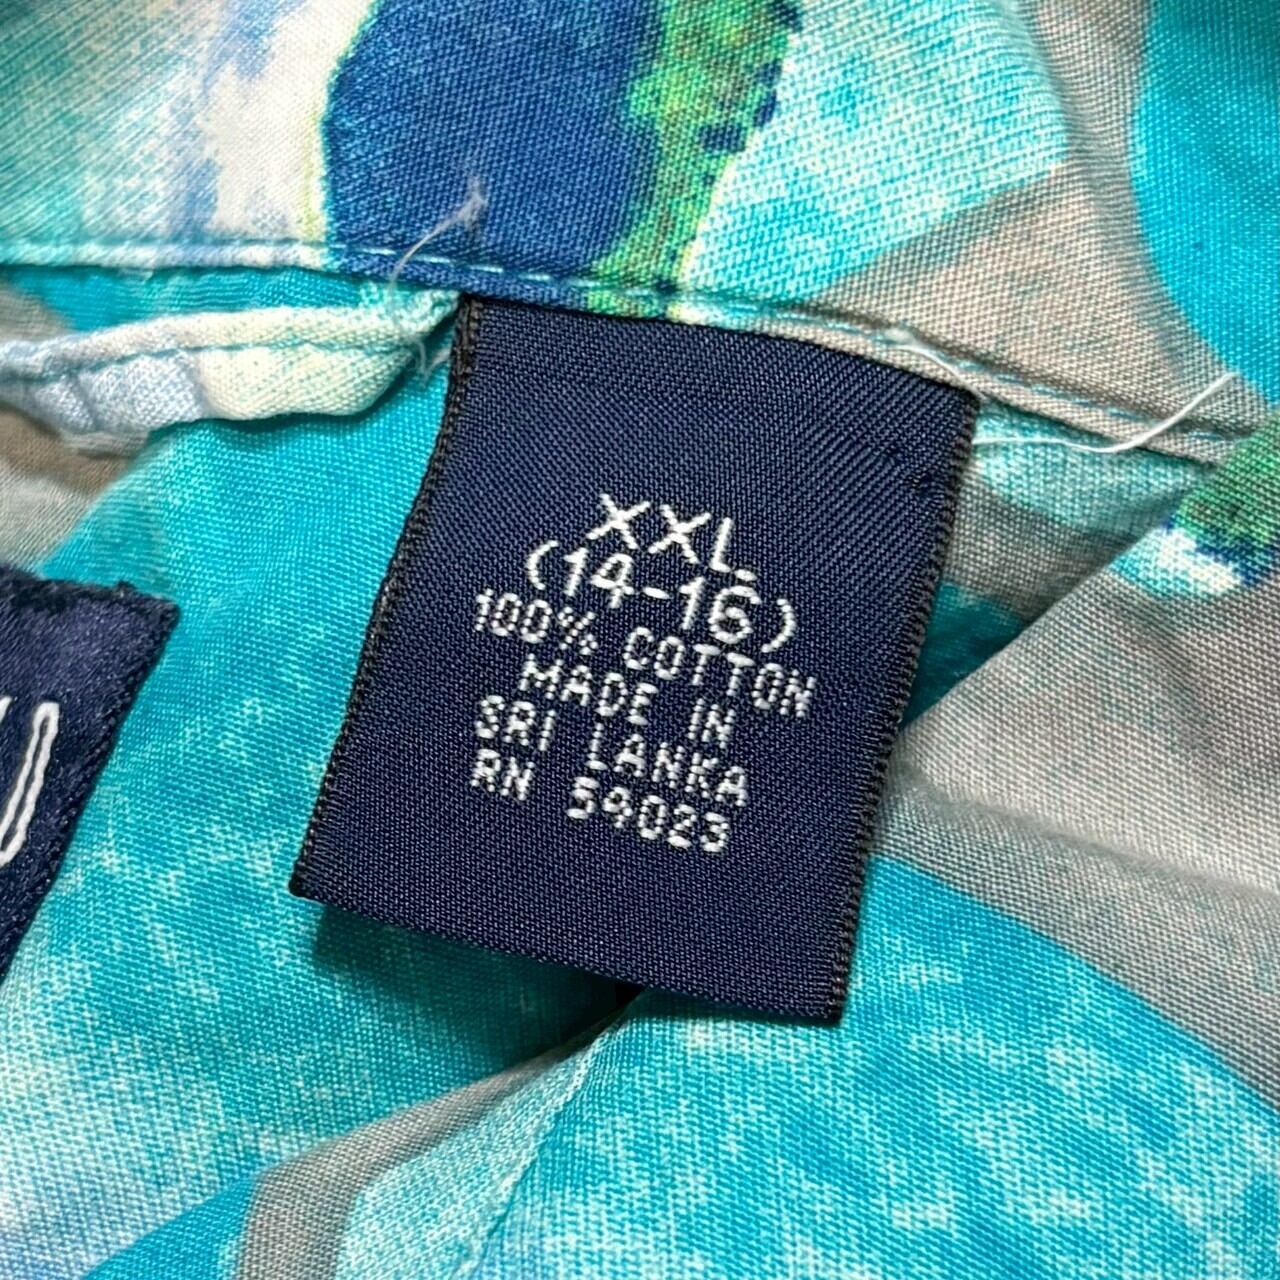 XXL
(14-16)
100% COTTON
MADE IN
SRI LANKA
RN 54023